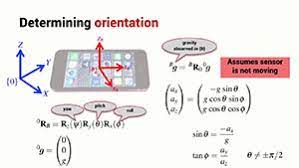 Determining orientation
Z
Y
X
{0}
gravity
observed in {B}
ᴮg = ᴮR₀ ⁰g
Assumes sensor
is not moving
yaw
pitch
roll
⁰R_B = R_z(ψ)R_y(θ)R_x(ϕ)
⁰g = (0 0 g)
(a_x a_y a_z) = (-g sin θ g cos θ sin ϕ g cos θ cos ϕ)
sin θ = -a_x / g
tan ϕ = a_y / a_z θ ≠ ±π/2